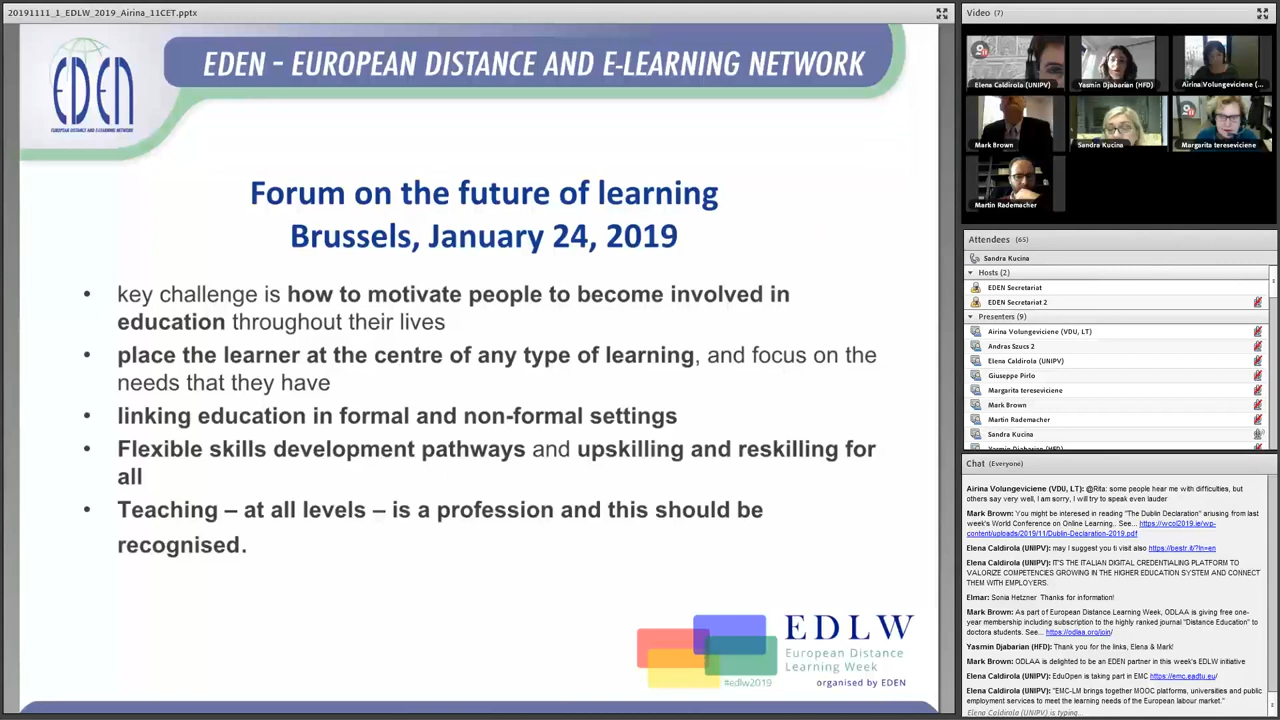 20191111_1_EDLW_2019_Airina_11CET.pptx
EDEN
EUROPEAN DISTANCE AND E-LEARNING NETWORK
EDEN - EUROPEAN DISTANCE AND E-LEARNING NETWORK
Forum on the future of learning
Brussels, January 24, 2019
• key challenge is how to motivate people to become involved in
education throughout their lives
• place the learner at the centre of any type of learning, and focus on the
needs that they have
• linking education in formal and non-formal settings
• Flexible skills development pathways and upskilling and reskilling for
all
• Teaching – at all levels – is a profession and this should be
recognised.
EDLW
European Distance
Learning Week
#edlw2019
organised by EDEN
Video (7)
Elena Caldirola (UNIPV)
Yasmin Djabarian (HFD)
Airina Volungeviciene (...
Mark Brown
Sandra Kucina
Margarita tereseviciene
Martin Rademacher
Attendees (65)
Sandra Kucina
Hosts (2)
EDEN Secretariat
EDEN Secretariat 2
Presenters (9)
Airina Volungeviciene (VDU, LT)
Andras Szucs 2
Elena Caldirola (UNIPV)
Giuseppe Pirlo
Margarita tereseviciene
Mark Brown
Martin Rademacher
Sandra Kucina
Yasmin Djabarian (HFD)
Chat (Everyone)
Airina Volungeviciene (VDU, LT): @Rita: some people hear me with difficulties, but
others say very well, I am sorry, I will try to speak even lauder
Mark Brown: You might be interesed in reading "The Dublin Declaration" ariusing from last
week's World Conference on Online Learning.. See... https://wcol2019.ie/wp-
content/uploads/2019/11/Dublin-Declaration-2019.pdf
Elena Caldirola (UNIPV): may I suggest you ti visit also https://bestr.it/?ln=en
Elena Caldirola (UNIPV): IT'S THE ITALIAN DIGITAL CREDENTIALING PLATFORM TO
VALORIZE COMPETENCIES GROWING IN THE HIGHER EDUCATION SYSTEM AND CONNECT
THEM WITH EMPLOYERS.
Elmar: Sonia Hetzner Thanks for information!
Mark Brown: As part of European Distance Learning Week, ODLAA is giving free one-
year membership including subscription to the highly ranked journal "Distance Education" to
doctora students. See... https://odlaa.org/join/
Yasmin Djabarian (HFD): Thank you for the links, Elena & Mark!
Mark Brown: ODLAA is delighted to be an EDEN partner in this week's EDLW initiative
Elena Caldirola (UNIPV): EduOpen is taking part in EMC https://emc.eadtu.eu/
Elena Caldirola (UNIPV): "EMC-LM brings together MOOC platforms, universities and public
employment services to meet the learning needs of the European labour market."
Elena Caldirola (UNIPV) is typing...